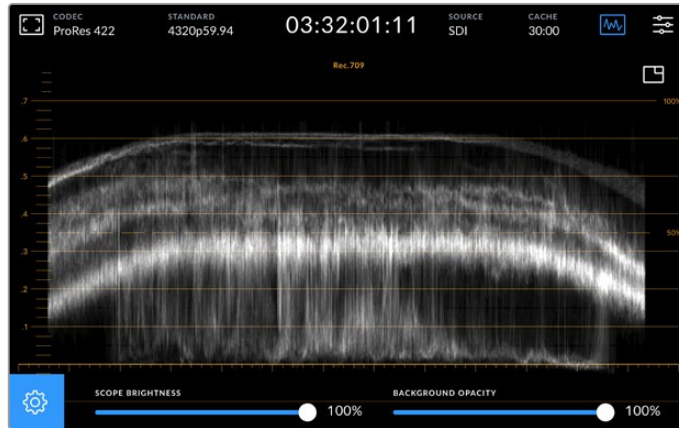 CODEC STANDARD SOURCE CACHE
ProRes 422 4320p59.94 03:32:01:11 SDI 30:00
Rec.709
.7 100%
.6
.5
.4
50%
.3
.2
.1
SCOPE BRIGHTNESS BACKGROUND OPACITY
100% 100%